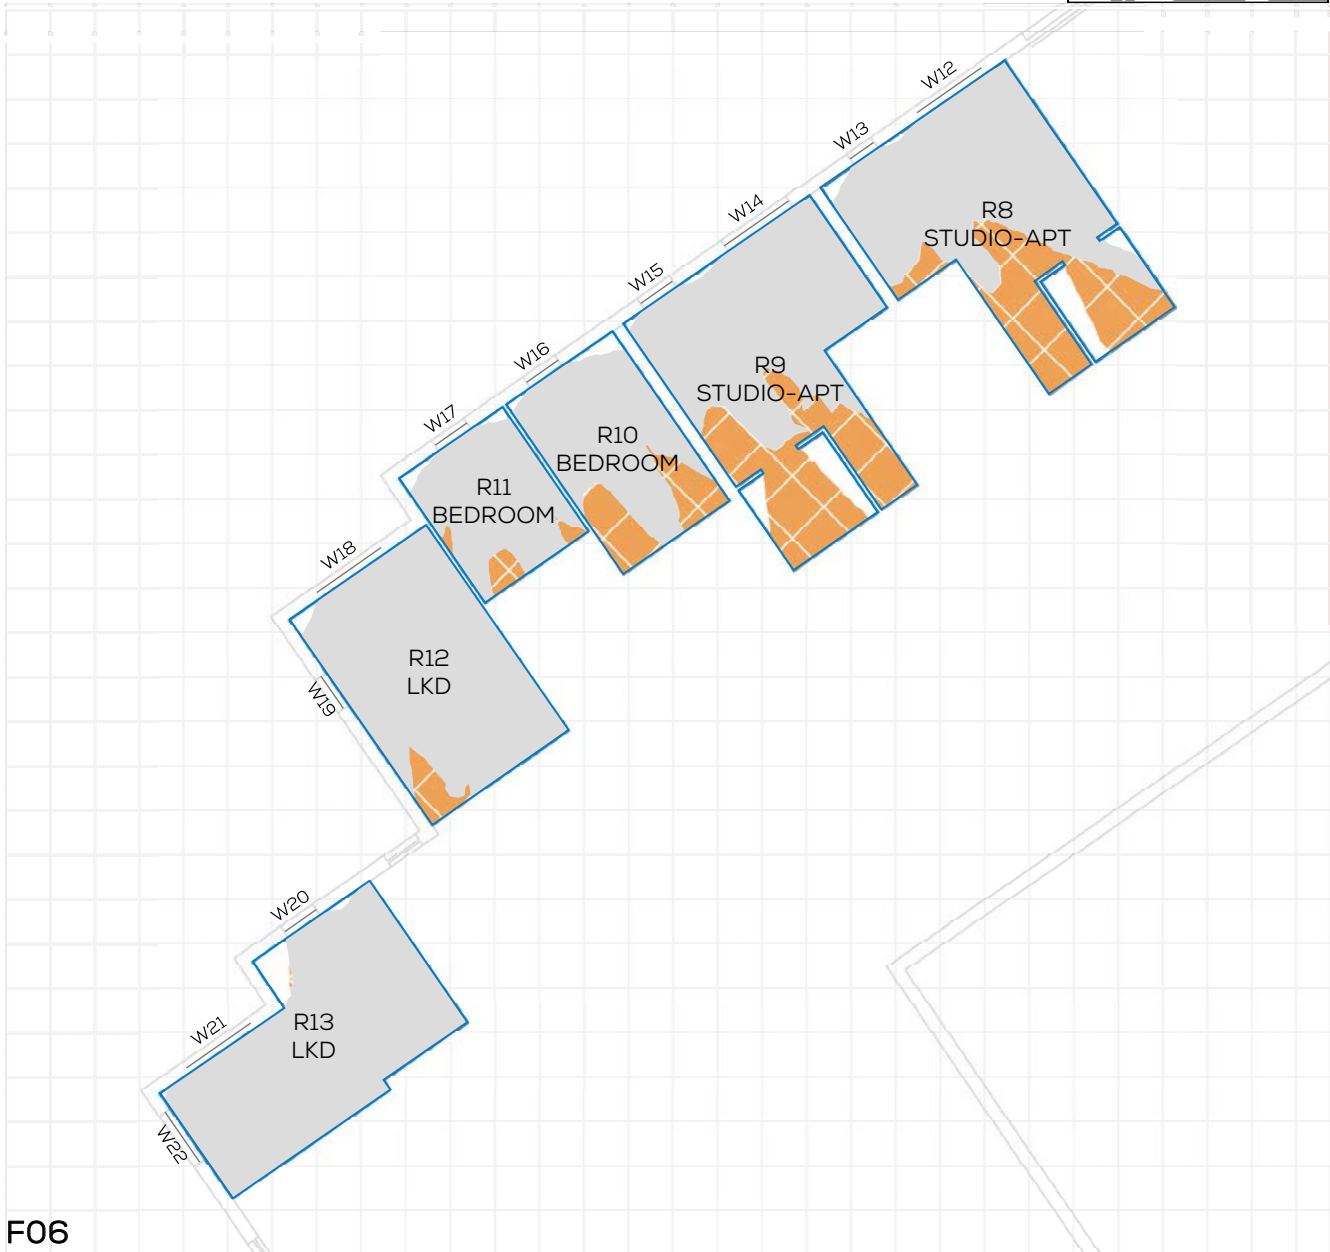 W12
W13
R8
STUDIO-APT
W14
W15
R9
STUDIO-APT
W16
R10
BEDROOM
W17
R11
BEDROOM
W18
R12
LKD
W19
W20
R13
LKD
W21
W22
F06